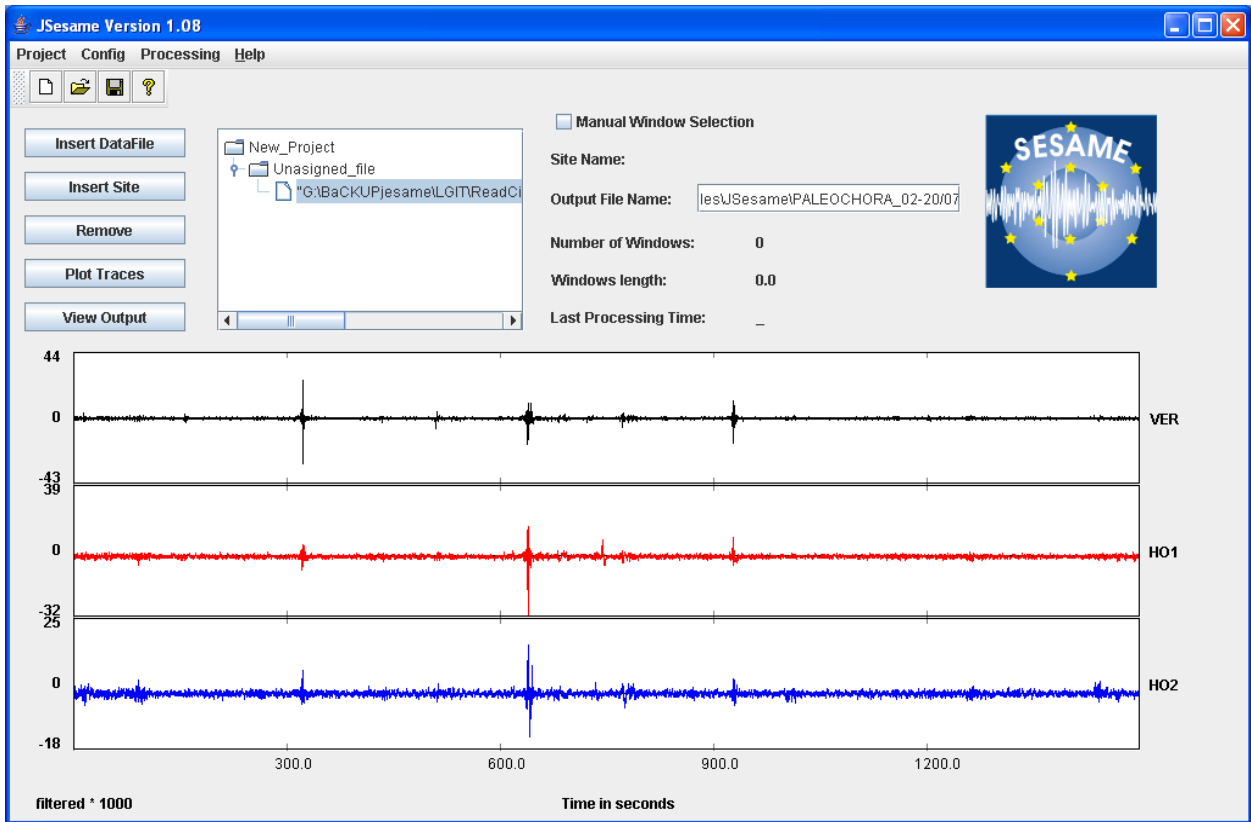 JSesame Version 1.08
Project Config Processing Help
Insert DataFile
Insert Site
Remove
Plot Traces
View Output
New_Project
Unasigned_file
"G:\BaCKUPjesame\LGIT\ReadCi
Manual Window Selection
Site Name:
Output File Name: les\JSesame\PALEOCHORA_02-20/07
Number of Windows: 0
Windows length: 0.0
Last Processing Time: _
SESAME
44
0
-43
VER
39
0
-32
HO1
25
0
-18
HO2
300.0 600.0 900.0 1200.0
filtered * 1000 Time in seconds